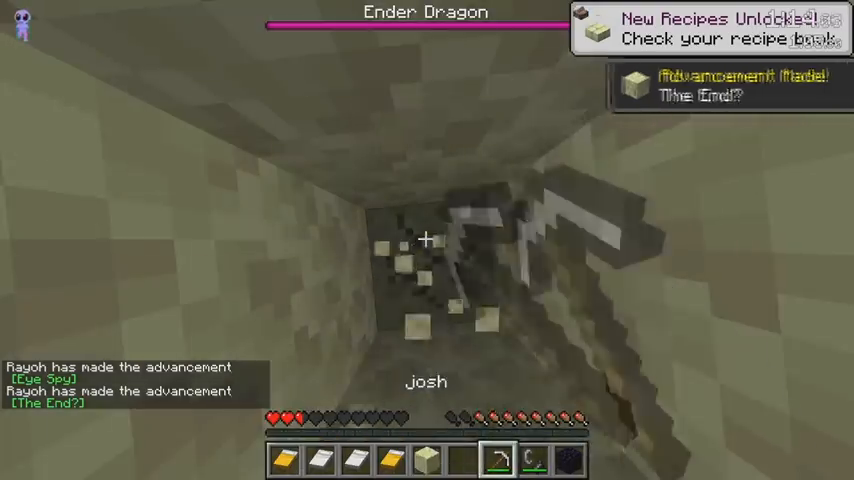 Ender Dragon
New Recipes Unlocked!
Check your recipe book
Advancement Made!
The End?
Rayoh has made the advancement
[Eye Spy]
Rayoh has made the advancement
[The End?]
josh